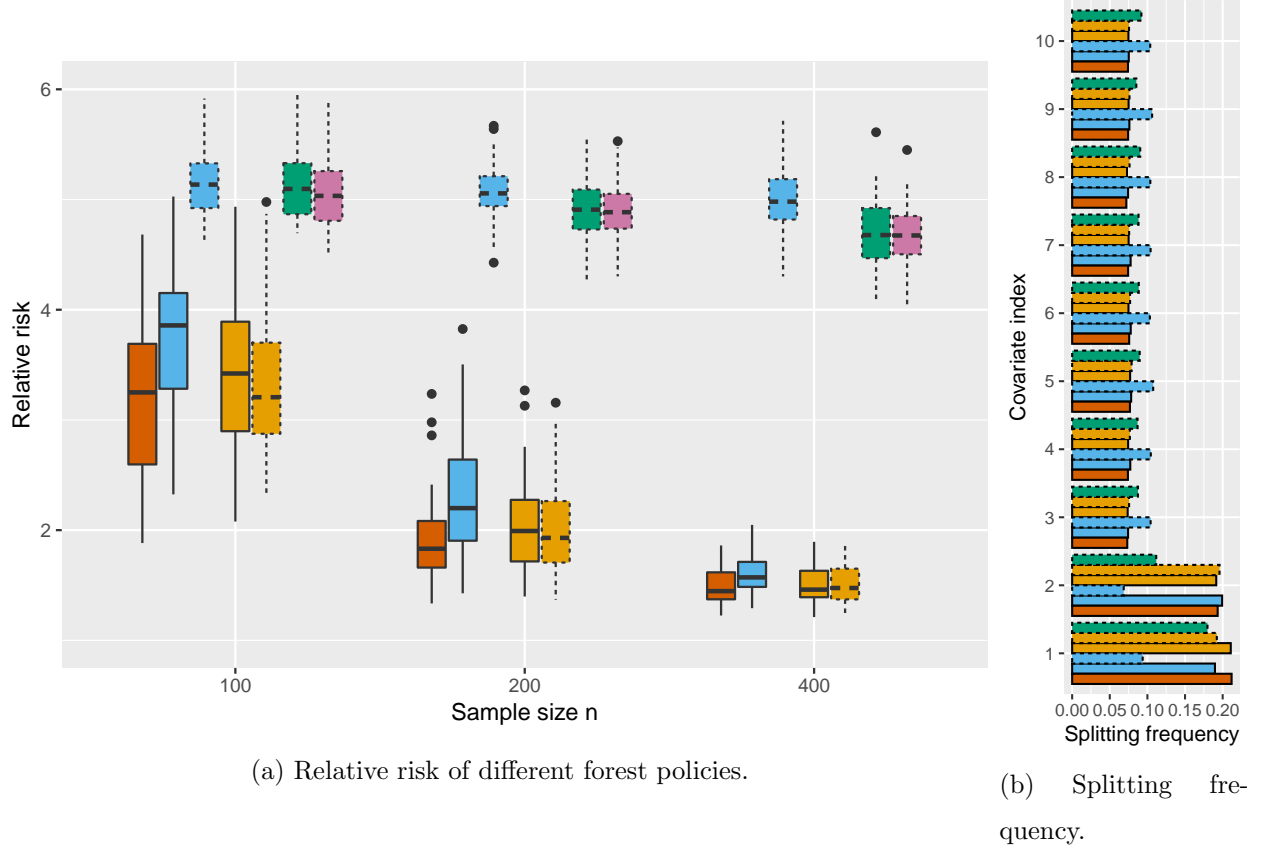 6
4
2
Relative risk
100
200
400
Sample size n
(a) Relative risk of different forest policies.
10
9
8
7
6
5
4
3
2
1
Covariate index
0.00 0.05 0.10 0.15 0.20
Splitting frequency
(b) Splitting fre-
quency.